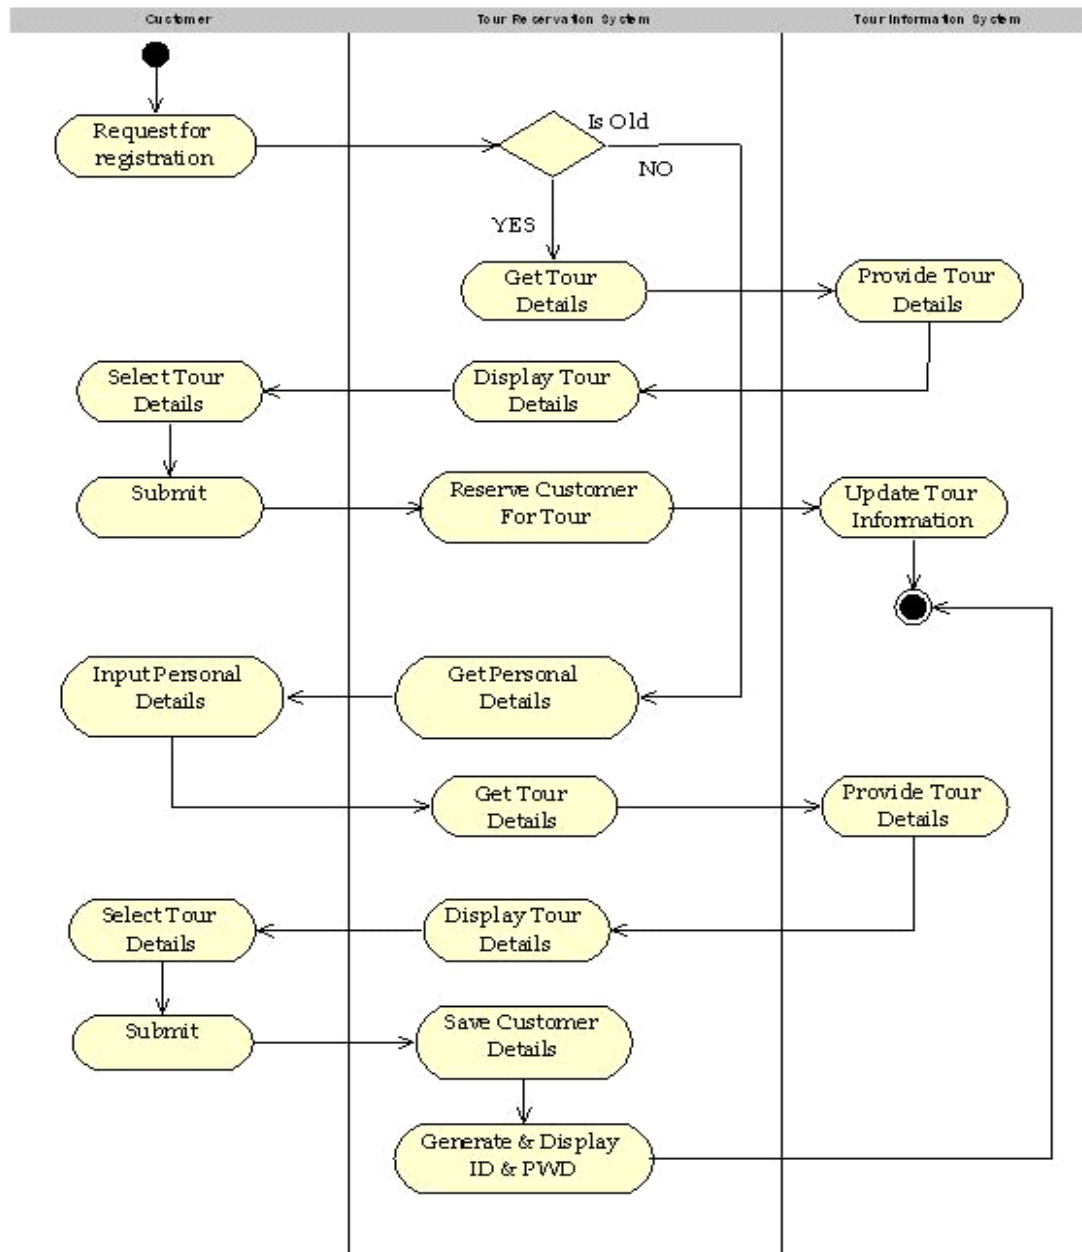 Customer
Tour Reservation System
Tour Information System
Request for
registration
Is Old
NO
YES
Get Tour
Details
Provide Tour
Details
Select Tour
Details
Display Tour
Details
Submit
Reserve Customer
For Tour
Update Tour
Information
Input Personal
Details
Get Personal
Details
Get Tour
Details
Provide Tour
Details
Select Tour
Details
Display Tour
Details
Submit
Save Customer
Details
Generate & Display
ID & PWD